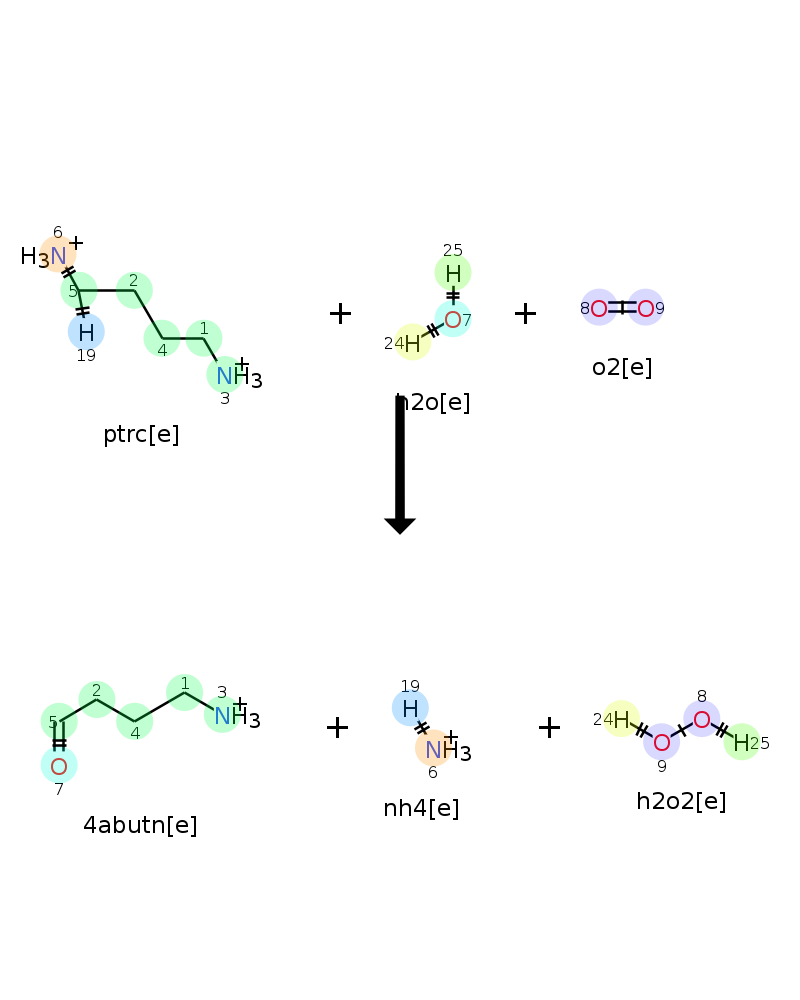 6
H3N+
5
2
H
19
4
1
NH3+
3
ptrc[e]
+
25
H
O7
24H
h2o[e]
+
8O O9
o2[e]
5
2
4
1
3
NH3+
O
7
4abutn[e]
+
19
H
NH3+
6
nh4[e]
+
24H
O
9
8
O
H25
h2o2[e]